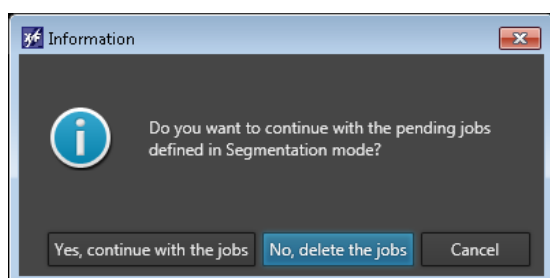 Information
Do you want to continue with the pending jobs
defined in Segmentation mode?
Yes, continue with the jobs No, delete the jobs Cancel